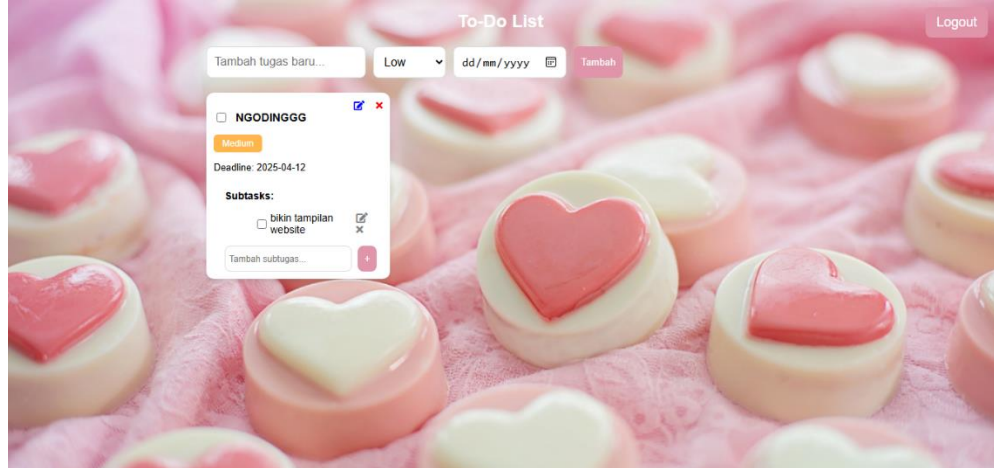 To-Do List
Logout
Tambah tugas baru...
Low
dd/mm/yyyy
Tambah
NGODINGGG
Medium
Deadline: 2025-04-12
Subtasks:
bikin tampilan
website
Tambah subtugas...
+